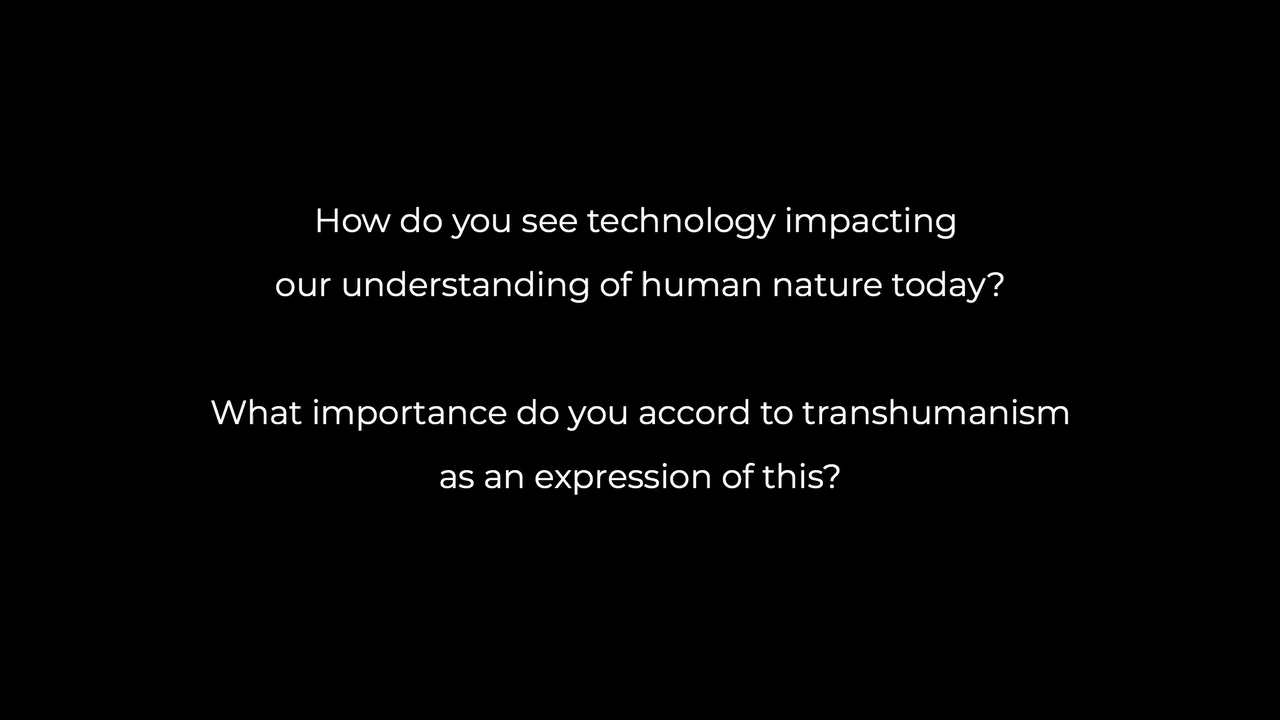 How do you see technology impacting
our understanding of human nature today?
What importance do you accord to transhumanism
as an expression of this?